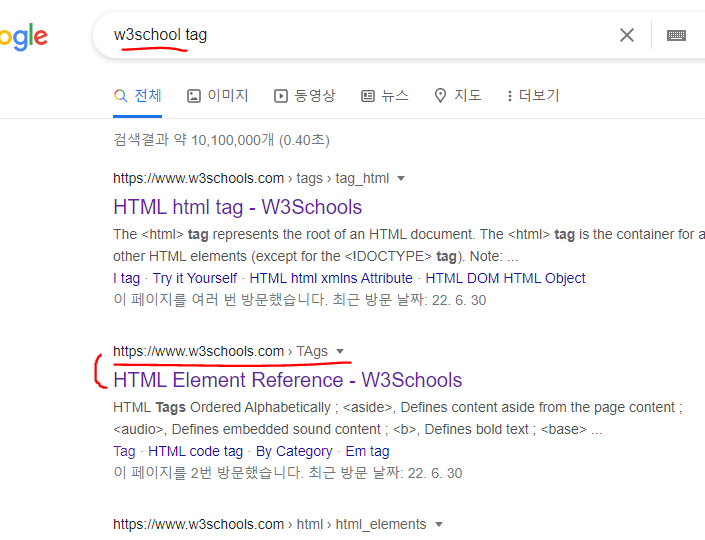 ogle
w3school tag
전체 이미지 동영상 뉴스 지도 더보기
검색결과 약 10,100,000개 (0.40초)
https://www.w3schools.com › tags › tag_html
HTML html tag - W3Schools
The <html> tag represents the root of an HTML document. The <html> tag is the container for a
other HTML elements (except for the <!DOCTYPE> tag). Note: ...
I tag · Try it Yourself · HTML html xmlns Attribute · HTML DOM HTML Object
이 페이지를 여러 번 방문했습니다. 최근 방문 날짜: 22. 6. 30
https://www.w3schools.com › TAgs
HTML Element Reference - W3Schools
HTML Tags Ordered Alphabetically ; <aside>, Defines content aside from the page content ;
<audio>, Defines embedded sound content ; <b>, Defines bold text ; <base> ...
Tag · HTML code tag · By Category · Em tag
이 페이지를 2번 방문했습니다. 최근 방문 날짜: 22. 6. 30
https://www.w3schools.com › html › html_elements